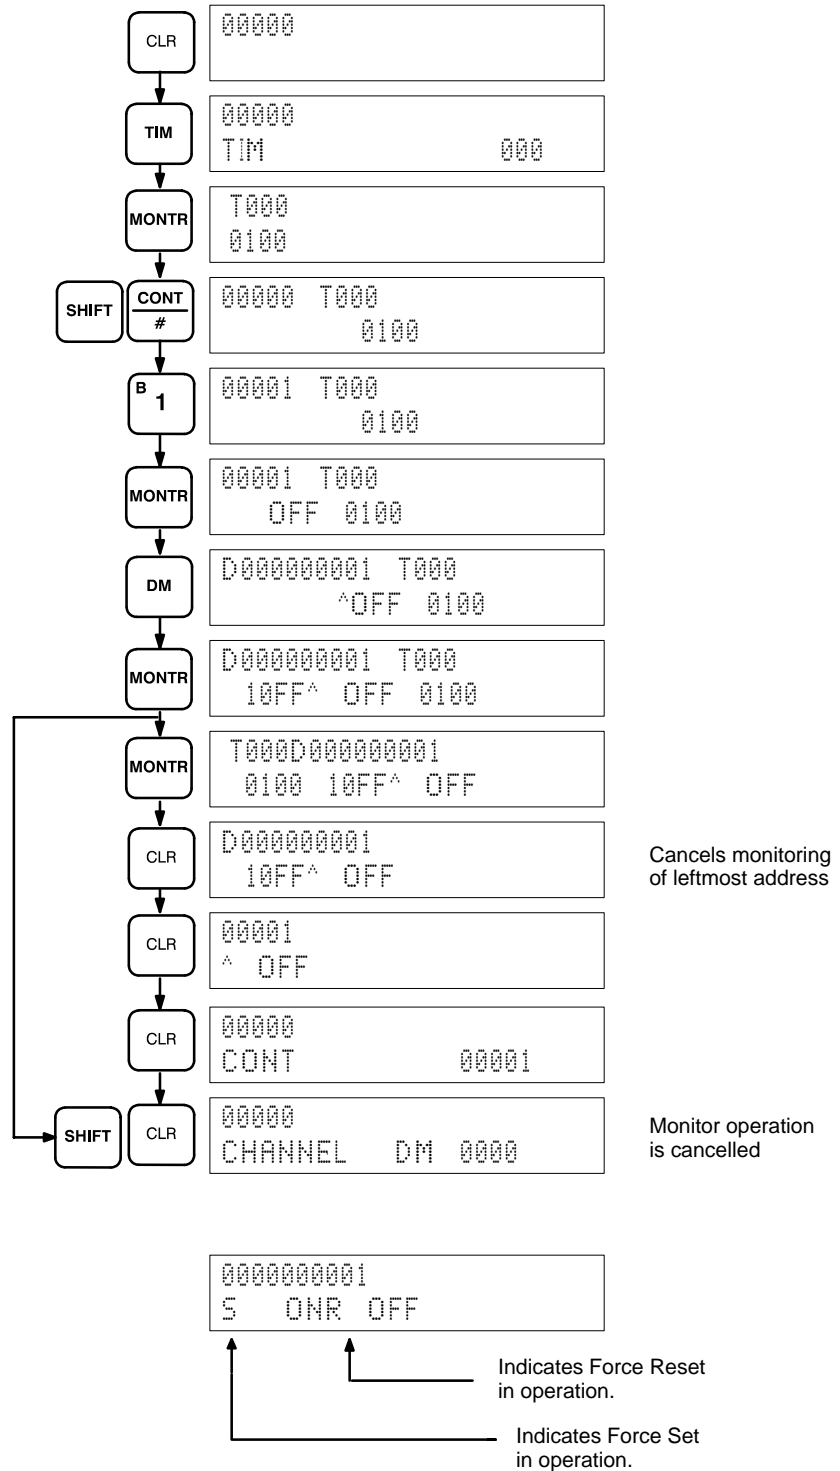 CLR
00000
TIM
00000
TIM 000
MONTR
T000
0100
SHIFT
CONT
#
00000 T000
0100
B
1
00001 T000
0100
MONTR
00001 T000
OFF 0100
DM
D000000001 T000
^OFF 0100
MONTR
D000000001 T000
10FF^ OFF 0100
MONTR
T000D000000001
0100 10FF^ OFF
CLR
D000000001
10FF^ OFF
Cancels monitoring
of leftmost address
CLR
00001
^ OFF
CLR
00000
CONT 00001
SHIFT
CLR
00000
CHANNEL DM 0000
Monitor operation
is cancelled
0000000001
S ONR OFF
Indicates Force Reset
in operation.
Indicates Force Set
in operation.